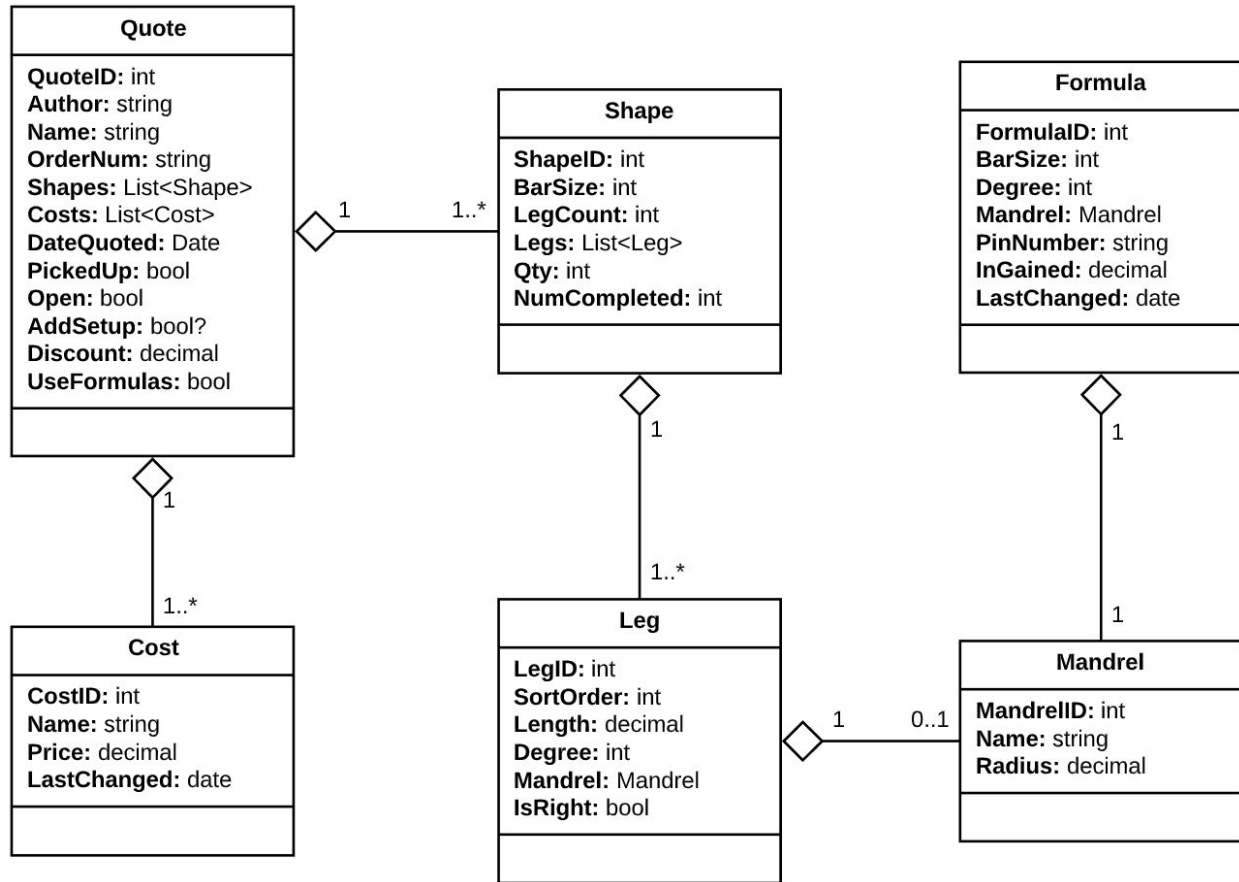 Quote
QuoteID: int
Author: string
Name: string
OrderNum: string
Shapes: List<Shape>
Costs: List<Cost>
DateQuoted: Date
PickedUp: bool
Open: bool
AddSetup: bool?
Discount: decimal
UseFormulas: bool
1
1..*
Shape
ShapeID: int
BarSize: int
LegCount: int
Legs: List<Leg>
Qty: int
NumCompleted: int
Formula
FormulaID: int
BarSize: int
Degree: int
Mandrel: Mandrel
PinNumber: string
InGained: decimal
LastChanged: date
1
1..*
1
1..*
1
1
Cost
CostID: int
Name: string
Price: decimal
LastChanged: date
Leg
LegID: int
SortOrder: int
Length: decimal
Degree: int
Mandrel: Mandrel
IsRight: bool
1
0..1
Mandrel
MandrelID: int
Name: string
Radius: decimal